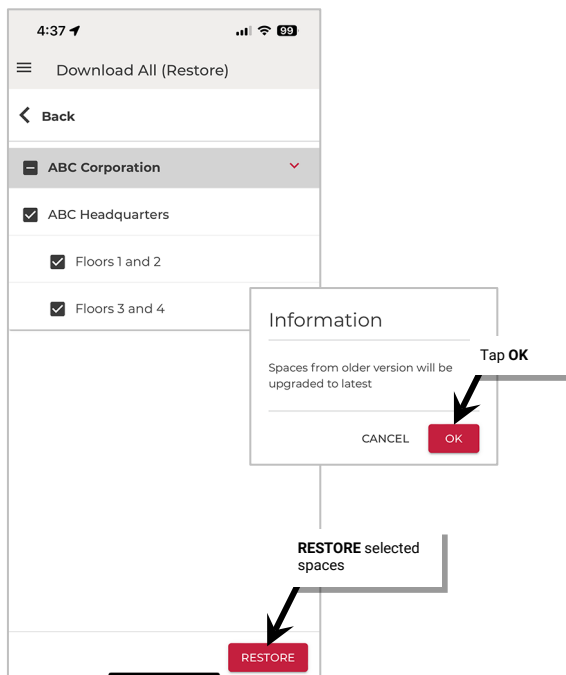 4:37
99
Download All (Restore)
Back
ABC Corporation
ABC Headquarters
Floors 1 and 2
Floors 3 and 4
Information
Spaces from older version will be
upgraded to latest
CANCEL
OK
Tap OK
RESTORE selected
spaces
RESTORE